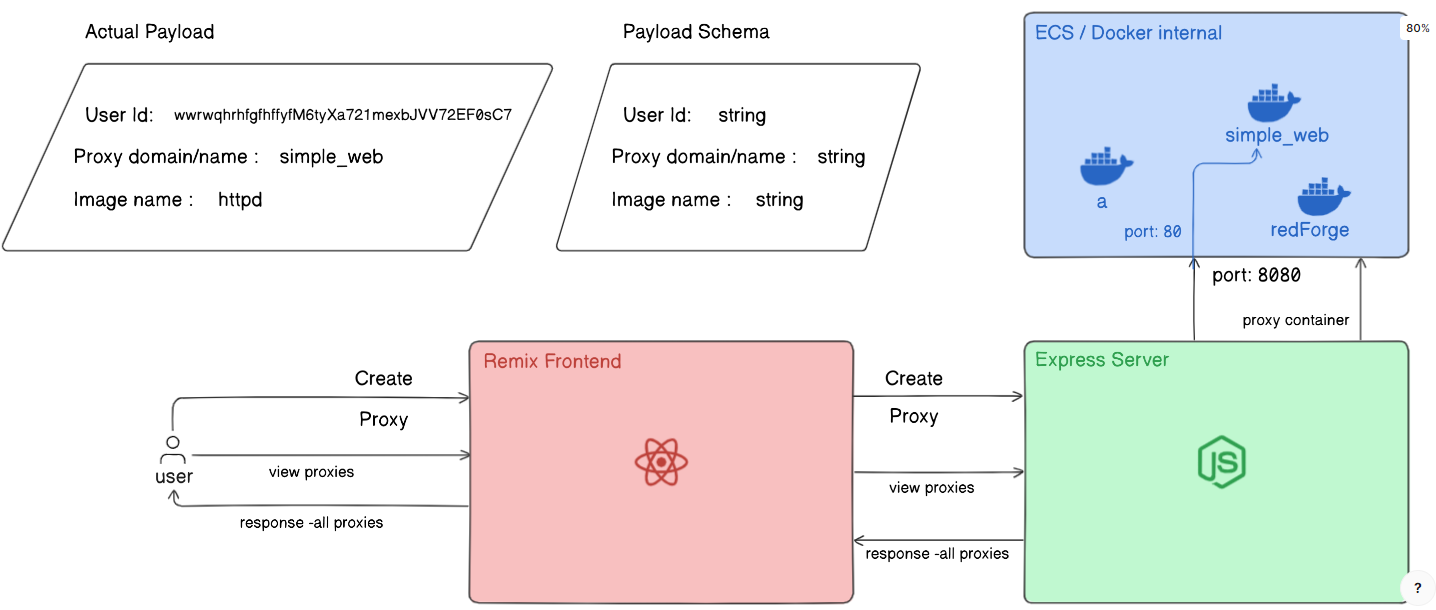 Actual Payload
User Id: wwrwqhrhfgfhffyfM6tyXa721mexbJVV72EF0sC7
Proxy domain/name : simple_web
Image name : httpd
Payload Schema
User Id: string
Proxy domain/name : string
Image name : string
ECS / Docker internal
80%
simple_web
a
redForge
port: 80
port: 8080
proxy container
Remix Frontend
Express Server
Create
Proxy
user
view proxies
response -all proxies
Create
Proxy
view proxies
response -all proxies
JS
?